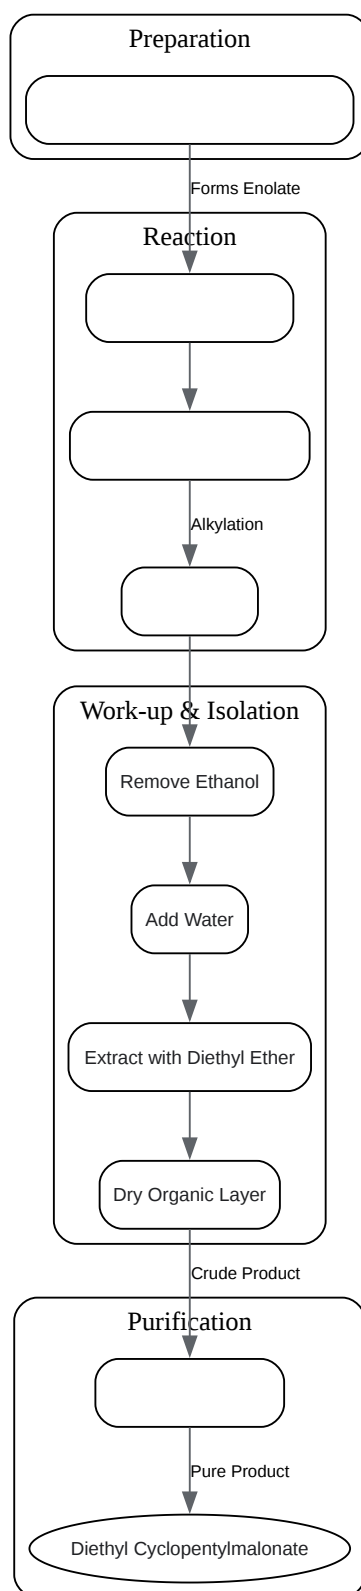 Preparation
Forms Enolate
Reaction
Alkylation
Work-up & Isolation
Remove Ethanol
Add Water
Extract with Diethyl Ether
Dry Organic Layer
Crude Product
Purification
Pure Product
Diethyl Cyclopentylmalonate